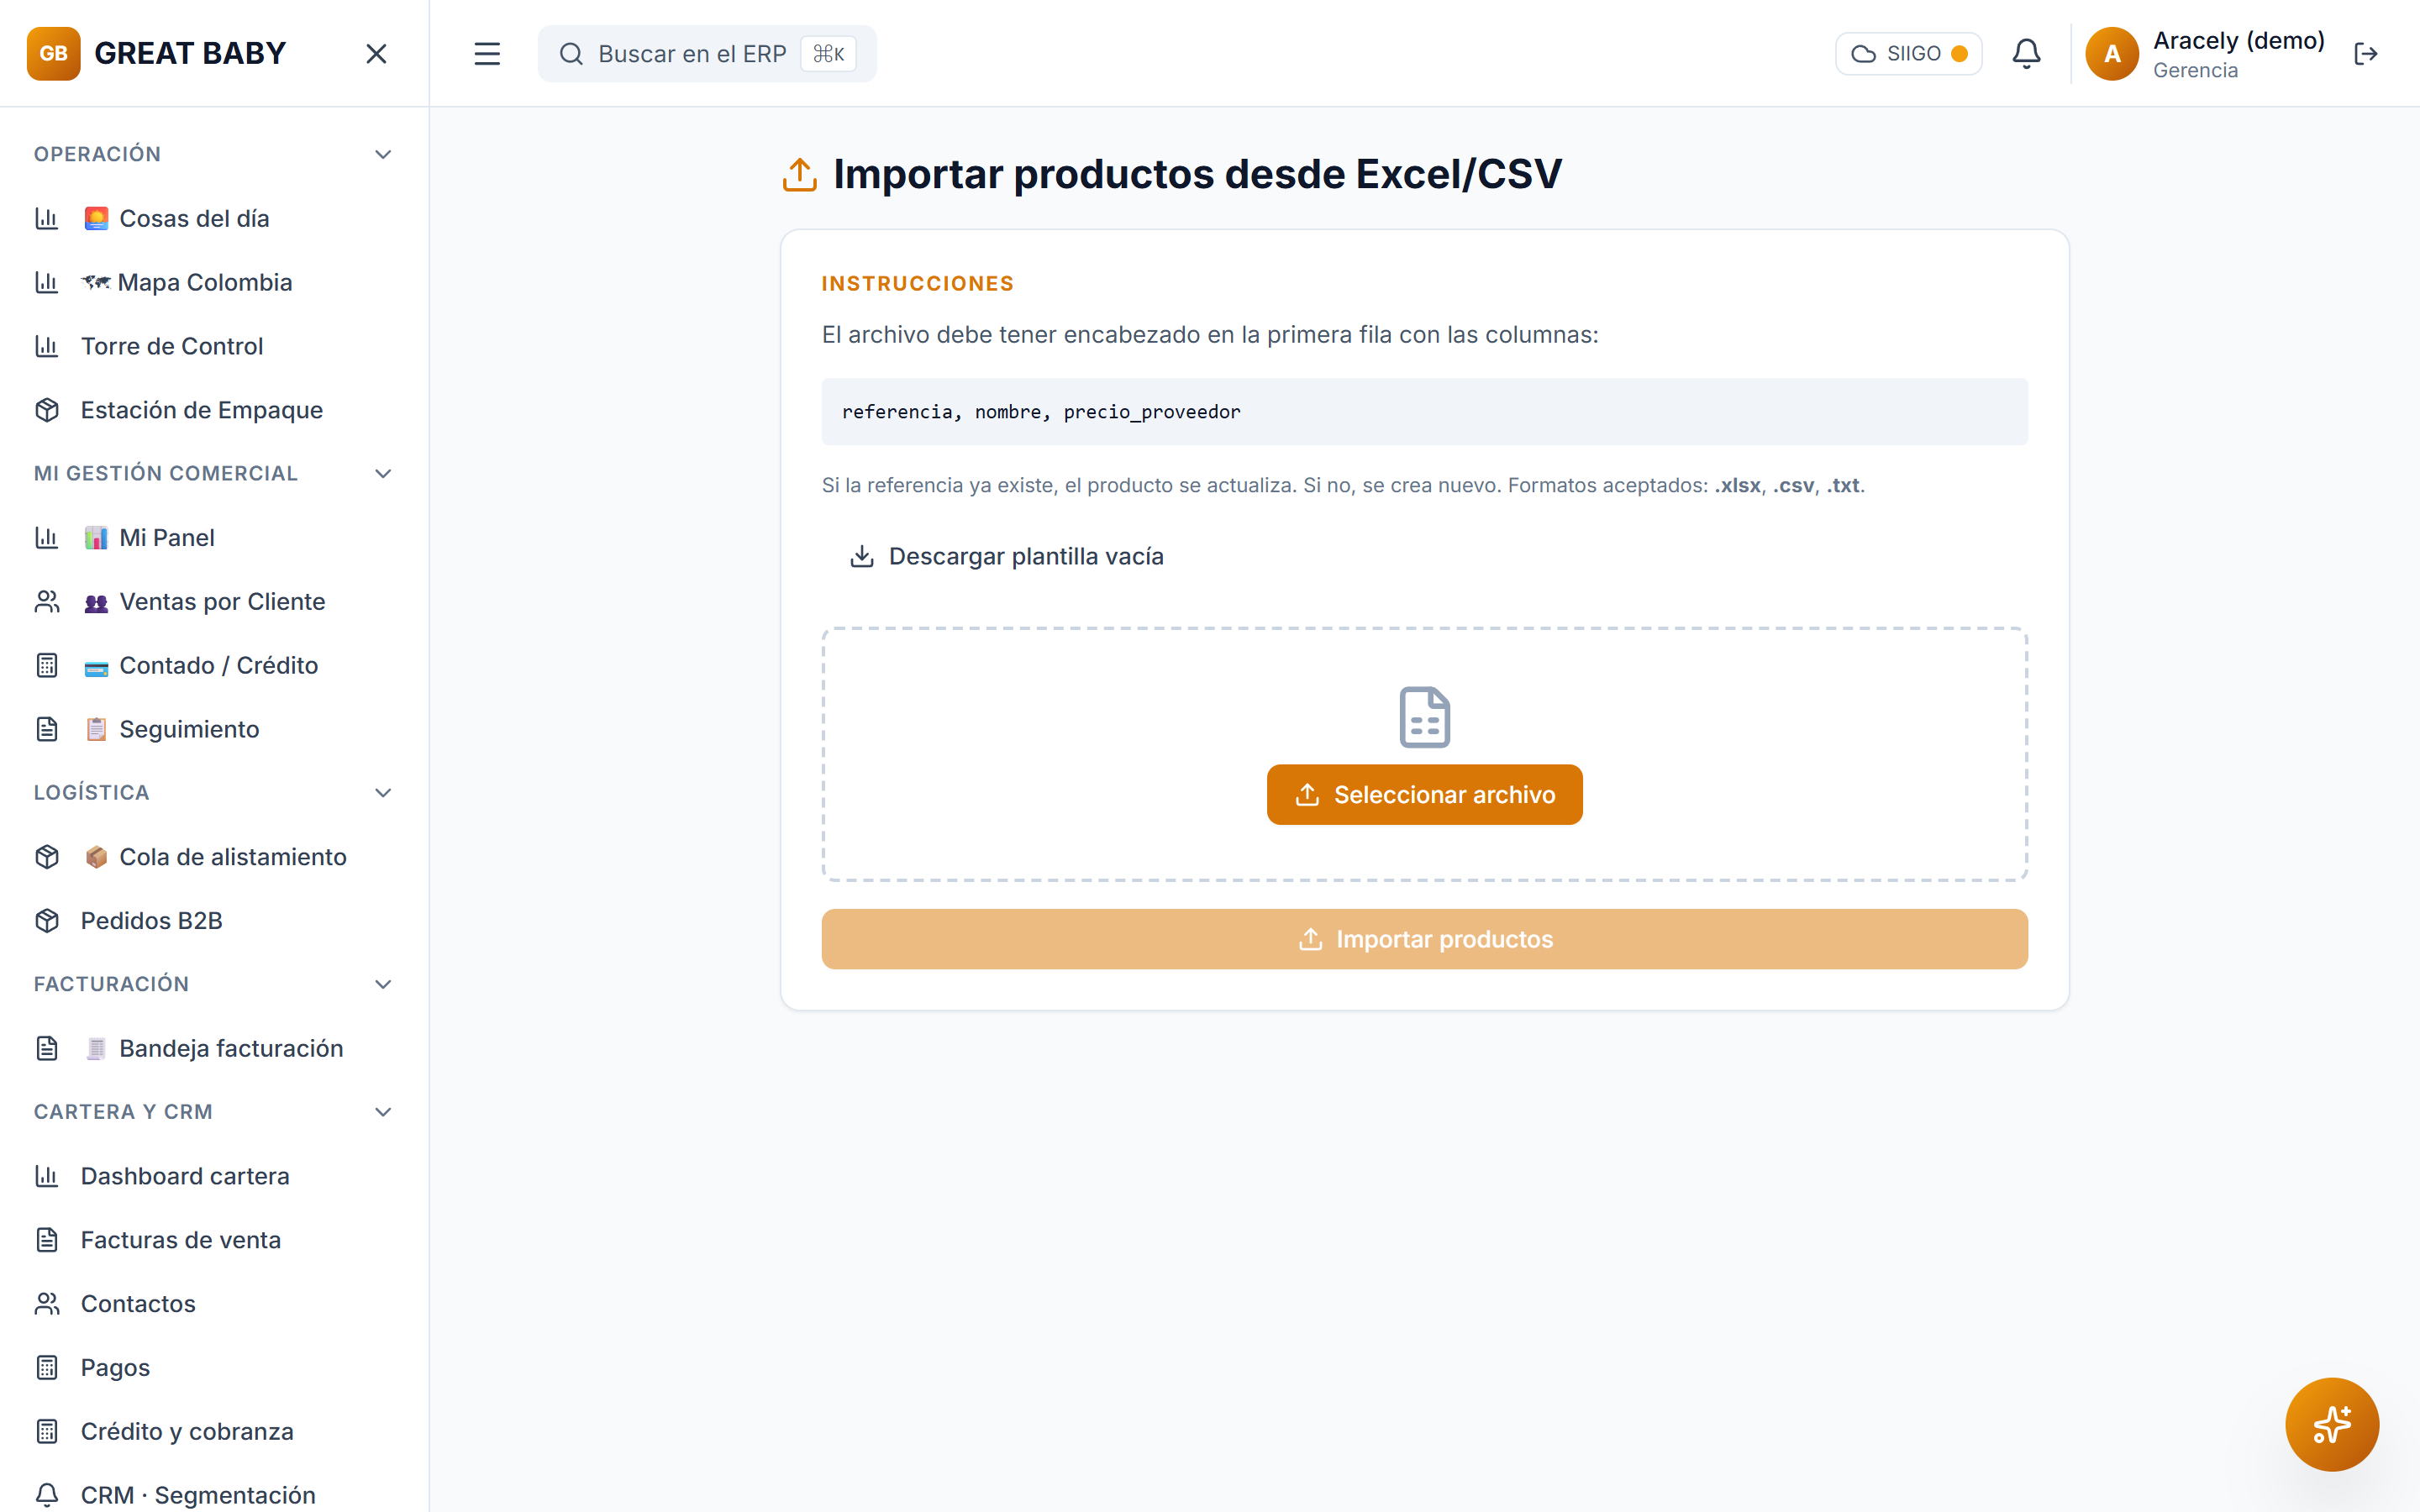 GB GREAT BABY
Buscar en el ERP ⌘K
SIIGO
A
Aracely (demo)
Gerencia
OPERACIÓN
Cosas del día
Mapa Colombia
Torre de Control
Estación de Empaque
MI GESTIÓN COMERCIAL
Mi Panel
Ventas por Cliente
Contado / Crédito
Seguimiento
LOGÍSTICA
Cola de alistamiento
Pedidos B2B
FACTURACIÓN
Bandeja facturación
CARTERA Y CRM
Dashboard cartera
Facturas de venta
Contactos
Pagos
Crédito y cobranza
CRM · Segmentación
Importar productos desde Excel/CSV
INSTRUCCIONES
El archivo debe tener encabezado en la primera fila con las columnas:
referencia, nombre, precio_proveedor
Si la referencia ya existe, el producto se actualiza. Si no, se crea nuevo. Formatos aceptados: .xlsx, .csv, .txt.
Descargar plantilla vacía
Seleccionar archivo
Importar productos